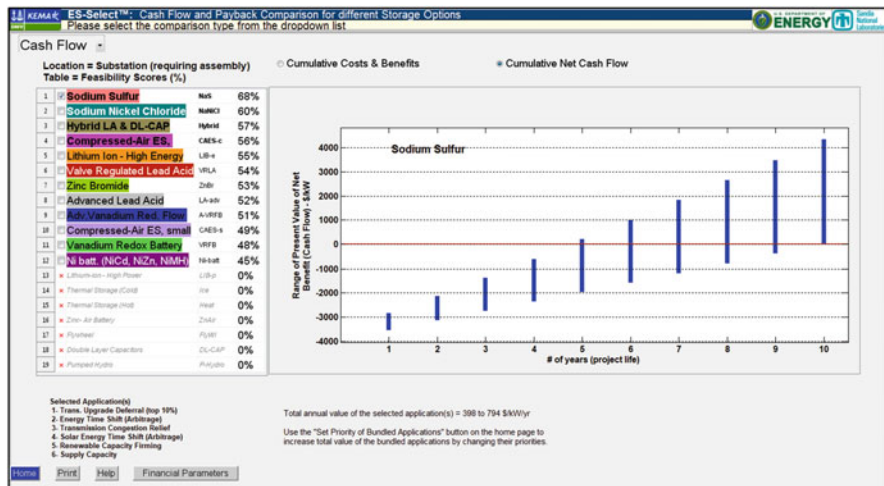 KEMA ES-Select™: Cash Flow and Payback Comparison for different Storage Options
Please select the comparison type from the dropdown list
U.S. DEPARTMENT OF
ENERGY
Sandia
National
Laboratories
Cash Flow
Location = Substation (requiring assembly)
Table = Feasibility Scores (%)
Cumulative Costs & Benefits
Cumulative Net Cash Flow
1 Sodium Sulfur NaS 68%
2 Sodium Nickel Chloride NaNiCl 60%
3 Hybrid LA & DL-CAP Hybrid 57%
4 Compressed-Air ES, CAES-c 56%
5 Lithium Ion - High Energy LIB-e 55%
6 Valve Regulated Lead Acid VRLA 54%
7 Zinc Bromide ZnBr 53%
8 Advanced Lead Acid LA-adv 52%
9 Adv.Vanadium Red. Flow A-VRFB 51%
10 Compressed-Air ES, small CAES-s 49%
11 Vanadium Redox Battery VRFB 48%
12 Ni batt. (NiCd, NiZn, NiMH) Ni-batt 45%
13 × Lithium-ion - High Power LIB-p 0%
14 × Thermal Storage (Cold) Ice 0%
15 × Thermal Storage (Hot) Heat 0%
16 × Zinc- Air Battery ZnAir 0%
17 × Flywheel FlyWl 0%
18 × Double Layer Capacitors DL-CAP 0%
19 × Pumped Hydro P-Hydro 0%
Sodium Sulfur
Range of Present Value of Net
Benefit (Cash Flow) - $/kW
4000
3000
2000
1000
0
-1000
-2000
-3000
-4000
1 2 3 4 5 6 7 8 9 10
# of years (project life)
Selected Application(s)
1- Trans. Upgrade Deferral (top 10%)
2- Energy Time Shift (Arbitrage)
3- Transmission Congestion Relief
4- Solar Energy Time Shift (Arbitrage)
5- Renewable Capacity Firming
6- Supply Capacity
Total annual value of the selected application(s) = 398 to 794 $/kW/yr
Use the "Set Priority of Bundled Applications" button on the home page to
increase total value of the bundled applications by changing their priorities.
Home Print Help Financial Parameters